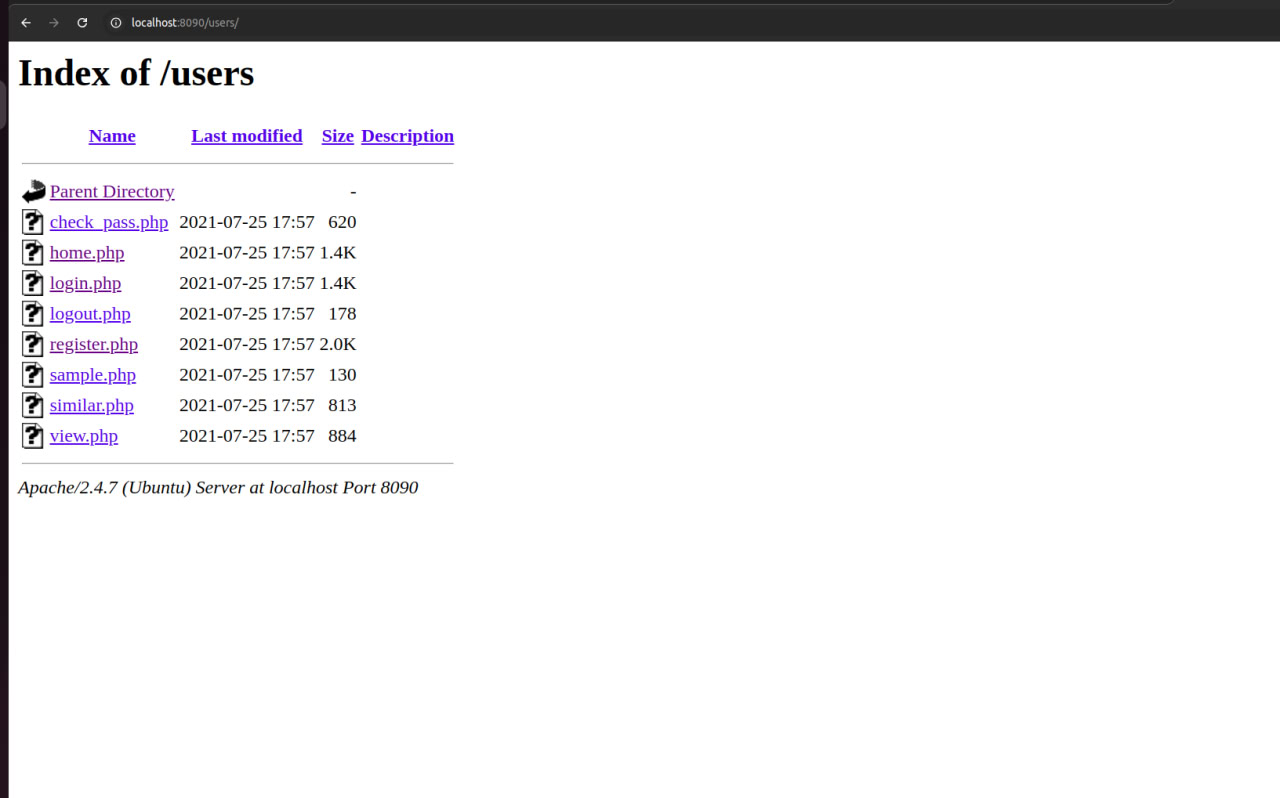 localhost:8090/users/
Index of /users
Name Last modified Size Description
Parent Directory -
check_pass.php 2021-07-25 17:57 620
home.php 2021-07-25 17:57 1.4K
login.php 2021-07-25 17:57 1.4K
logout.php 2021-07-25 17:57 178
register.php 2021-07-25 17:57 2.0K
sample.php 2021-07-25 17:57 130
similar.php 2021-07-25 17:57 813
view.php 2021-07-25 17:57 884
Apache/2.4.7 (Ubuntu) Server at localhost Port 8090